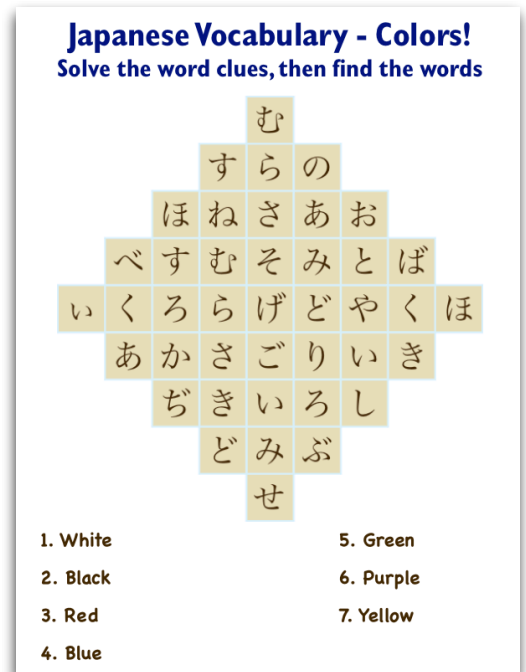 Japanese Vocabulary - Colors!
Solve the word clues, then find the words
む
す ら の
ほ ね さ あ お
べ す む そ み と ば
い く ろ ら げ ど や く ほ
あ か さ ご り い き
ぢ き い ろ し
ど み ぶ
せ
1. White
5. Green
2. Black
6. Purple
3. Red
7. Yellow
4. Blue